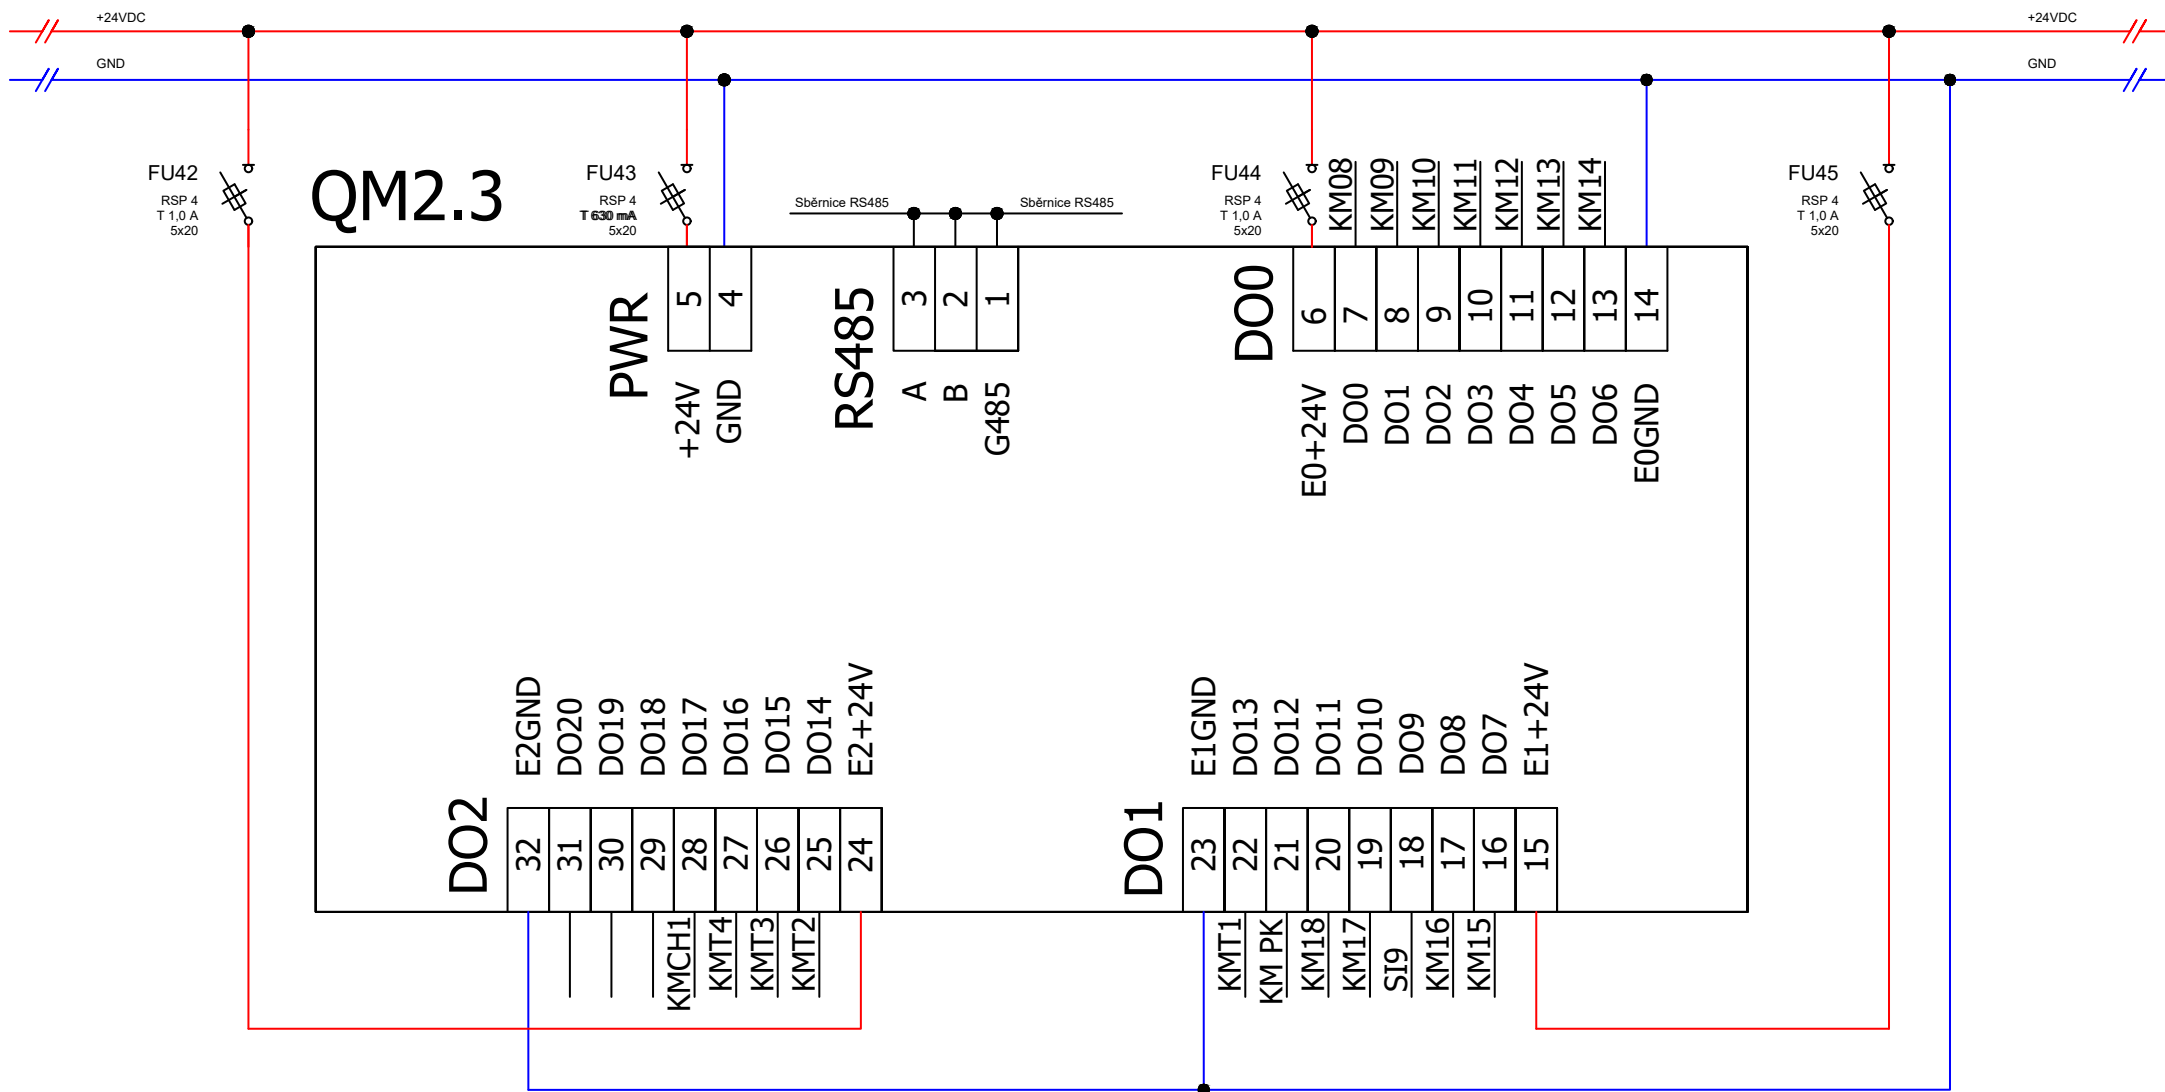 +24VDC
+24VDC
GND
GND
FU42
RSP 4
T 1,0 A
5x20
QM2.3
FU43
RSP 4
T 630 mA
5x20
Sběrnice RS485
Sběrnice RS485
FU44
RSP 4
T 1,0 A
5x20
KM08
KM09
KM10
KM11
KM12
KM13
KM14
FU45
RSP 4
T 1,0 A
5x20
PWR
5
4
+24V
GND
RS485
3
2
1
A
B
G485
DO0
6
7
8
9
10
11
12
13
14
E0+24V
DO0
DO1
DO2
DO3
DO4
DO5
DO6
E0GND
E2GND
DO20
DO19
DO18
DO17
DO16
DO15
DO14
E2+24V
DO2
32
31
30
29
28
27
26
25
24
KMCH1
KMT4
KMT3
KMT2
E1GND
DO13
DO12
DO11
DO10
DO9
DO8
DO7
E1+24V
DO1
23
22
21
20
19
18
17
16
15
KMT1
KM PK
KM18
KM17
SI9
KM16
KM15